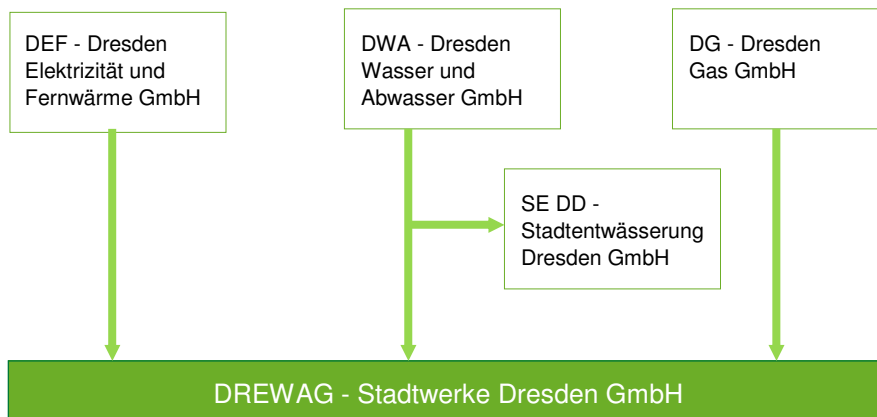 DEF - Dresden
Elektrizität und
Fernwärme GmbH
DWA - Dresden
Wasser und
Abwasser GmbH
DG - Dresden
Gas GmbH
SE DD -
Stadtentwässerung
Dresden GmbH
DREWAG - Stadtwerke Dresden GmbH